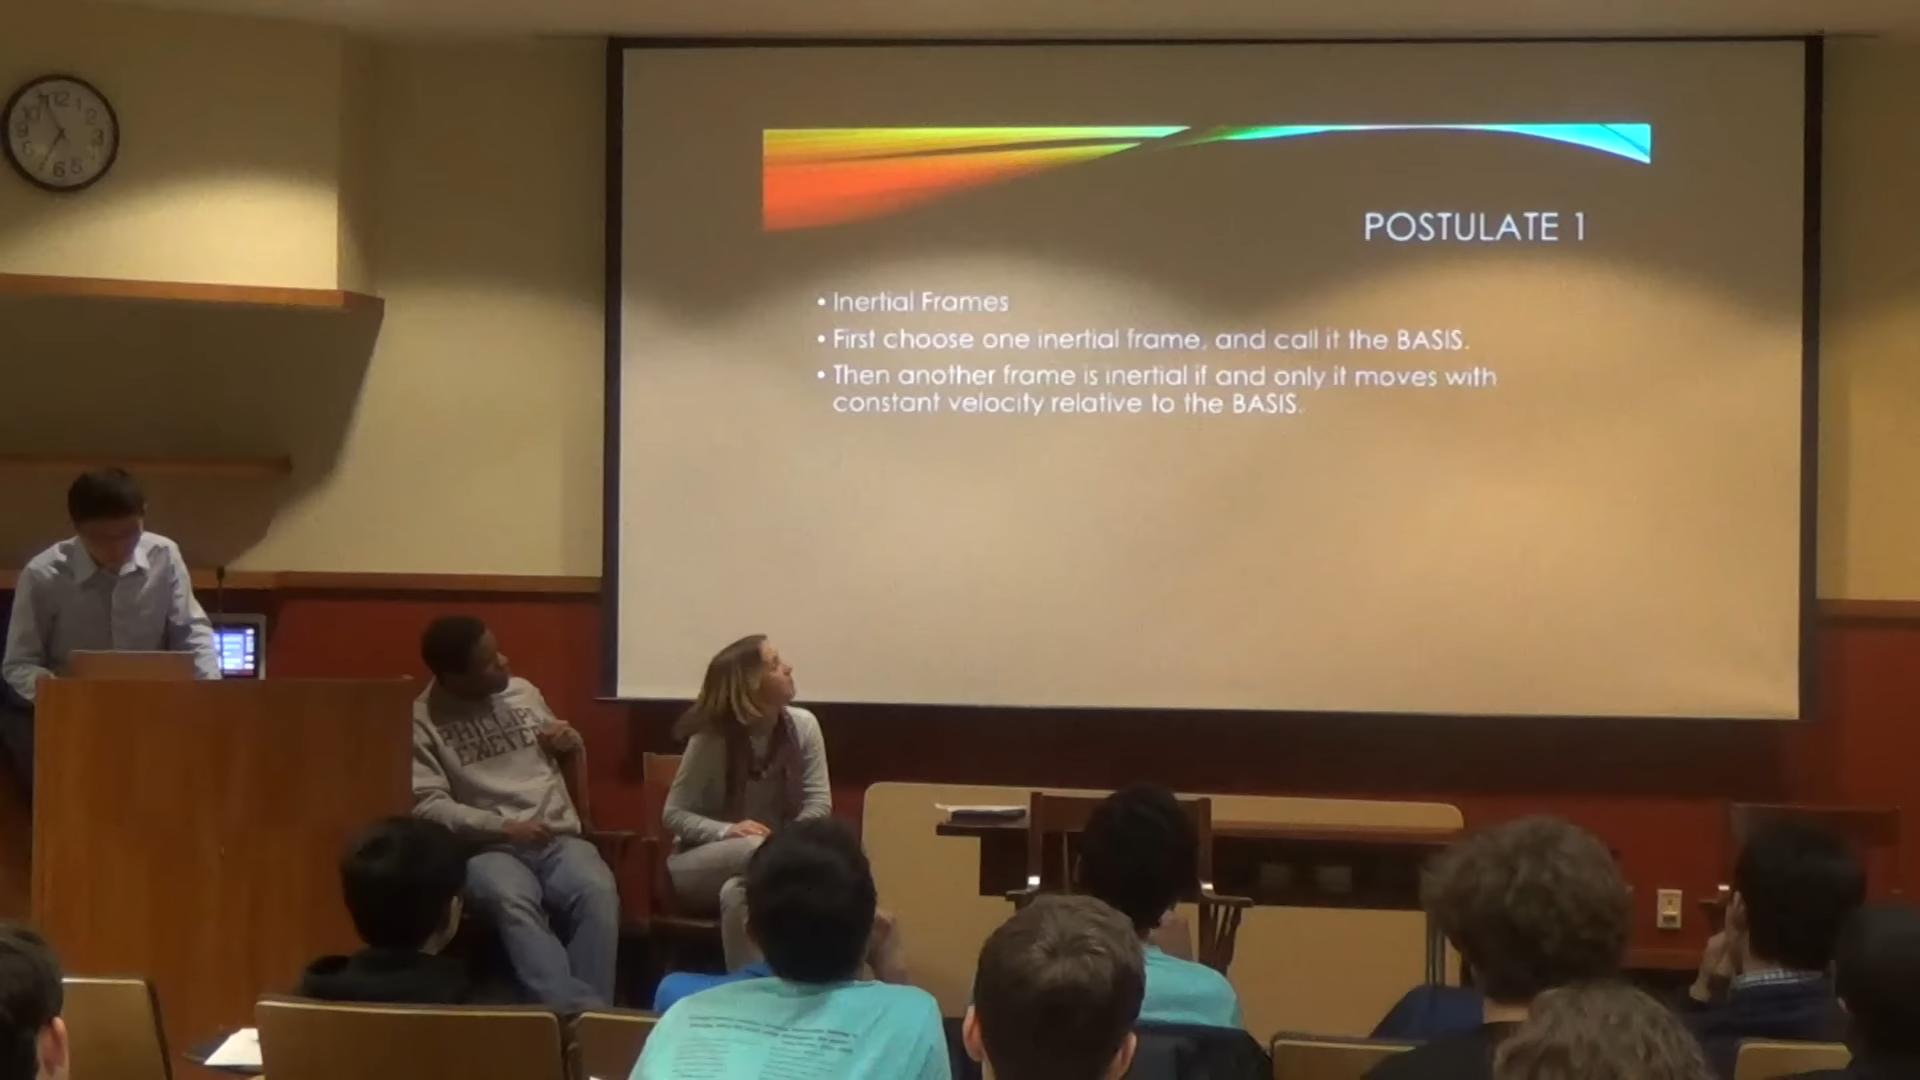 POSTULATE 1
• Inertial Frames
• First choose one inertial frame, and call it the BASIS.
• Then another frame is inertial if and only it moves with
constant velocity relative to the BASIS.
PHILLIPS
EXETER